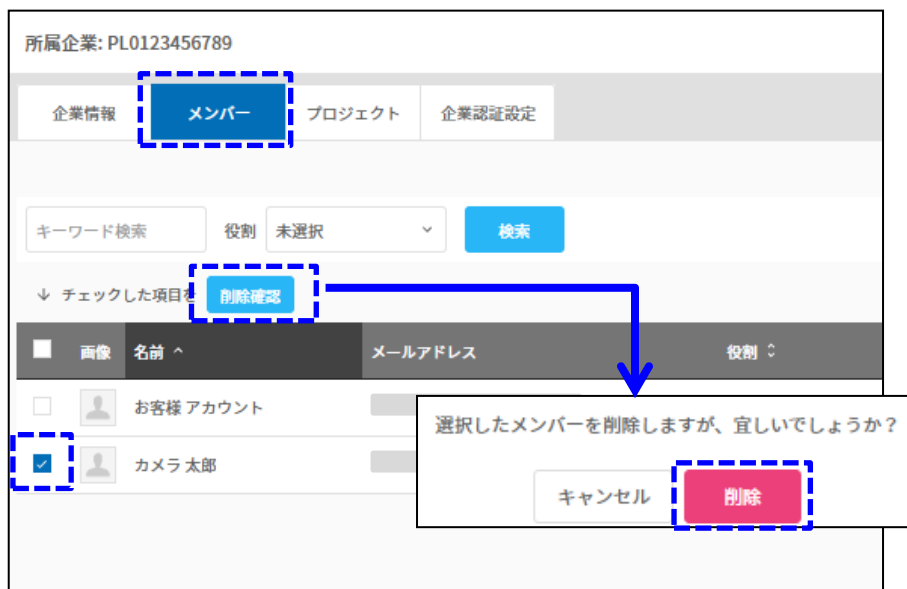 所属企業: PL0123456789
企業情報 メンバー プロジェクト 企業認証設定
キーワード検索 役割 未選択 検索
↓ チェックした項目を 削除確認
画像 名前 メールアドレス 役割
お客様 アカウント
選択したメンバーを削除しますが、宜しいでしょうか？
カメラ 太郎
キャンセル 削除